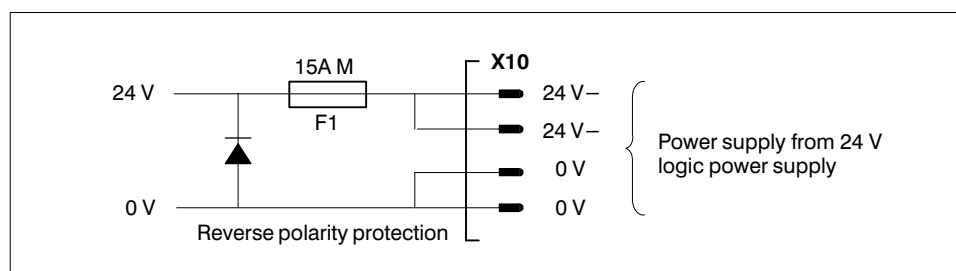 X10
15A M
24 V
24 V–
F1
24 V–
Power supply from 24 V
logic power supply
0 V
0 V
0 V
Reverse polarity protection